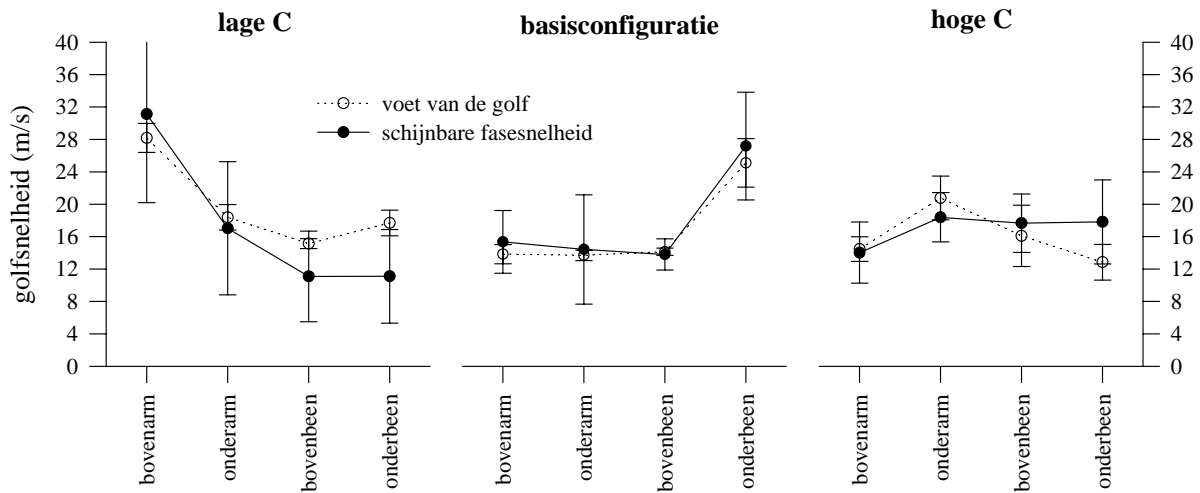 lage C
basisconfiguratie
hoge C
golfsnelheid (m/s)
40
36
32
28
24
20
16
12
8
4
0
voet van de golf
schijnbare fasesnelheid
40
36
32
28
24
20
16
12
8
4
0
bovenarm
onderarm
bovenbeen
onderbeen
bovenarm
onderarm
bovenbeen
onderbeen
bovenarm
onderarm
bovenbeen
onderbeen